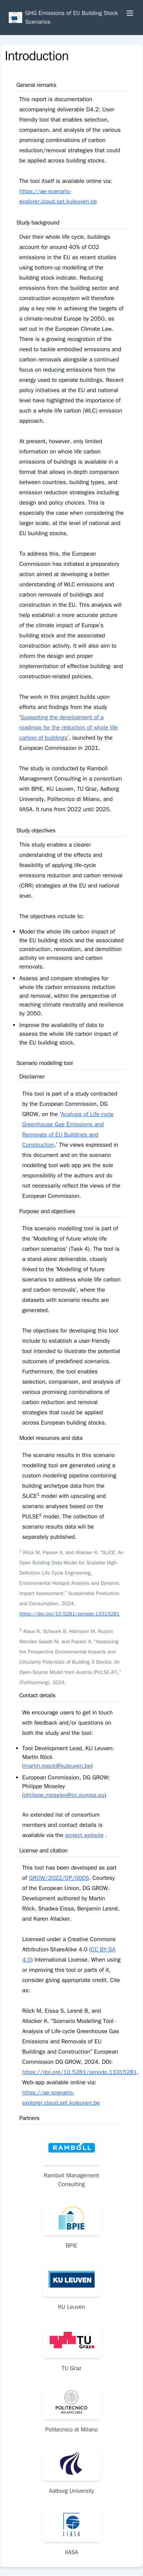 GHG Emissions of EU Building Stock
Scenarios
Introduction
General remarks
This report is documentation
accompanying deliverable D4.2: User-
friendly tool that enables selection,
comparison, and analysis of the various
promising combinations of carbon
reduction/removal strategies that could
be applied across building stocks.
The tool itself is available online via:
https://ae-scenario-
explorer.cloud.set.kuleuven.be
Study background
Over their whole life cycle, buildings
account for around 40% of CO2
emissions in the EU as recent studies
using bottom-up modelling of the
building stock indicate. Reducing
emissions from the building sector and
construction ecosystem will therefore
play a key role in achieving the targets of
a climate-neutral Europe by 2050, as
set out in the European Climate Law.
There is a growing recognition of the
need to tackle embodied emissions and
carbon removals alongside a continued
focus on reducing emissions from the
energy used to operate buildings. Recent
policy initiatives at the EU and national
level have highlighted the importance of
such a whole life carbon (WLC) emission
approach.
At present, however, only limited
information on whole life carbon
emissions in buildings is available in a
format that allows in-depth comparison
between countries, building types, and
emission reduction strategies including
design and policy choices. This is
especially the case when considering the
larger scale, i.e., the level of national and
EU building stocks.
To address this, the European
Commission has initiated a preparatory
action aimed at developing a better
understanding of WLC emissions and
carbon removals of buildings and
construction in the EU. This analysis will
help establish a more accurate picture
of the climate impact of Europe's
building stock and the associated
construction activity. It will also aim to
inform the design and proper
implementation of effective building- and
construction-related policies.
The work in this project builds upon
efforts and findings from the study
"Supporting the development of a
roadmap for the reduction of whole life
carbon of buildings", launched by the
European Commission in 2021.
The study is conducted by Ramboll
Management Consulting in a consortium
with BPIE, KU Leuven, TU Graz, Aalborg
University, Politecnico di Milano, and
IIASA. It runs from 2022 until 2025.
Study objectives
This study creates a clearer
understanding of the effects and
feasibility of applying life-cycle
emissions reduction and carbon removal
(CRR) strategies at the EU and national
level.
The objectives include to:
Model the whole life carbon impact of
the EU building stock and the associated
construction, renovation, and demolition
activity on emissions and carbon
removals.
Assess and compare strategies for
whole life carbon emissions reduction
and removal, within the perspective of
reaching climate neutrality and resilience
by 2050.
Improve the availability of data to
assess the whole life carbon impact of
the EU building stock.
Scenario modelling tool
Disclaimer
This tool is part of a study contracted
by the European Commission, DG
GROW, on the 'Analysis of Life-cycle
Greenhouse Gas Emissions and
Removals of EU Buildings and
Construction.' The views expressed in
this document and on the scenario
modelling tool web app are the sole
responsibility of the authors and do
not necessarily reflect the views of the
European Commission.
Purpose and objectives
This scenario modelling tool is part of
the 'Modelling of future whole life
carbon scenarios' (Task 4). The tool is
a stand-alone deliverable, closely
linked to the 'Modelling of future
scenarios to address whole life carbon
and carbon removals', where the
datasets with scenario results are
generated.
The objectives for developing this tool
include to establish a user-friendly
tool intended to illustrate the potential
outcomes of predefined scenarios.
Furthermore, the tool enables
selection, comparison, and analysis of
various promising combinations of
carbon reduction and removal
strategies that could be applied
across European building stocks.
Model resources and data
The scenario results in this scenario
modelling tool are generated using a
custom modelling pipeline combining
building archetype data from the
SLiCE1 model with upscaling and
scenario analyses based on the
PULSE2 model. The collection of
scenario results data will be
separately published.
1 Röck M, Passer A, and Allacker K. "SLiCE: An
Open Building Data Model for Scalable High-
Definition Life Cycle Engineering,
Environmental Hotspot Analysis and Dynamic
Impact Assessment." Sustainable Production
and Consumption, 2024.
https://doi.org/10.5281/zenodo.13315281
2 Alaux N, Schwark B, Hörmann M, Ruschi
Mendes Saade M, and Passer A. "Assessing
the Prospective Environmental Impacts and
Circularity Potentials of Building Stocks: An
Open-Source Model from Austria (PULSE-AT)."
(Forthcoming), 2024.
Contact details
We encourage users to get in touch
with feedback and/or questions on
both the study and the tool:
Tool Development Lead, KU Leuven:
Martin Röck
(martin.roeck@kuleuven.be)
European Commission, DG GROW:
Philippe Moseley
(philippe.moseley@ec.europa.eu)
An extended list of consortium
members and contact details is
available via the project website .
License and citation
This tool has been developed as part
of GROW/2022/OP/0005. Courtesy
of the European Union, DG GROW.
Development authored by Martin
Röck, Shadwa Eissa, Benjamin Lesné,
and Karen Allacker.
Licensed under a Creative Commons
Attribution-ShareAlike 4.0 (CC BY-SA
4.0) International License. When using
or improving this tool or parts of it,
consider giving appropriate credit. Cite
as:
Röck M, Eissa S, Lesné B, and
Allacker K. "Scenario Modelling Tool -
Analysis of Life-cycle Greenhouse Gas
Emissions and Removals of EU
Buildings and Construction" European
Commission DG GROW, 2024. DOI:
https://doi.org/10.5281/zenodo.13315281.
Web-app available online via:
https://ae-scenario-
explorer.cloud.set.kuleuven.be
Partners
RAMBOLL
Ramboll Management
Consulting
BPIE
BPIE
KU LEUVEN
KU Leuven
TU
Graz
TU Graz
POLITECNICO
MILANO 1863
Politecnico di Milano
Aalborg University
IIASA
IIASA